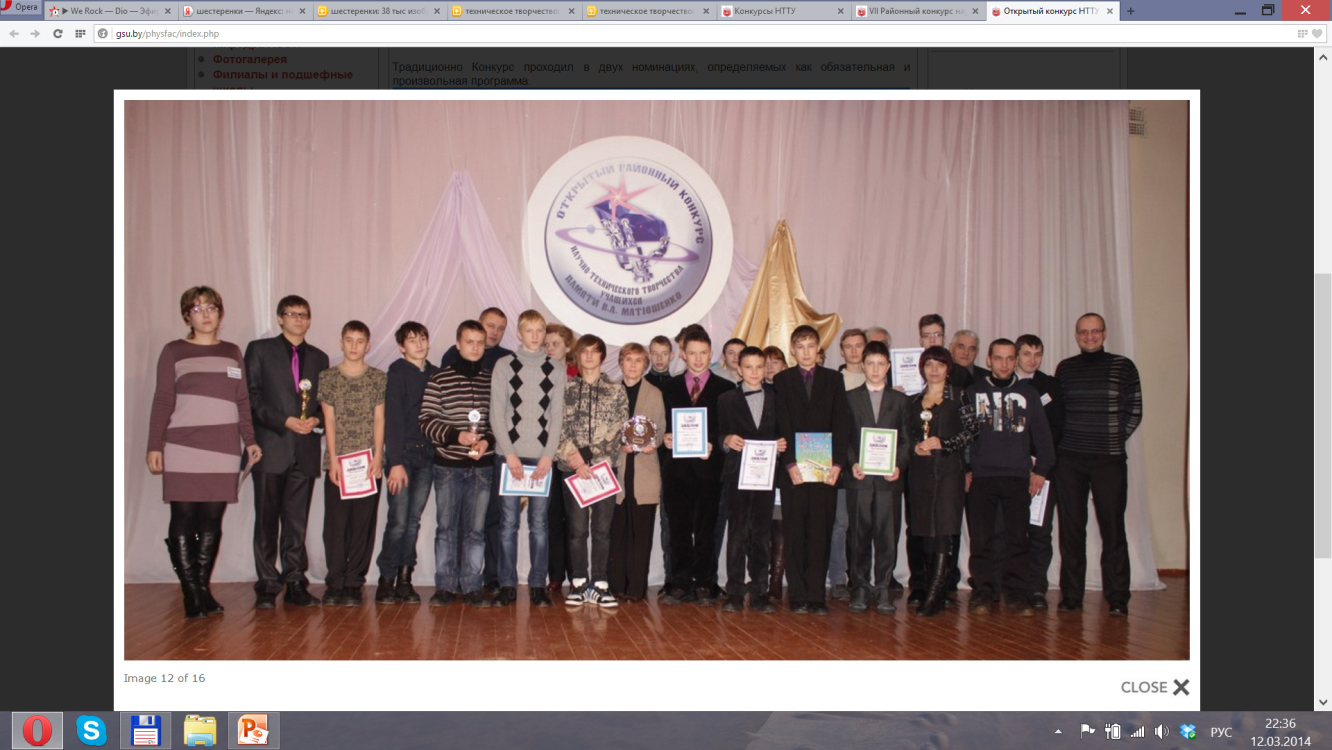 Opera
We Rock — Dio — Эфи
шестеренки — Яндекс: н
шестеренки: 38 тыс изоб
техническое творчество
техническое творчество
Конкурсы НТТУ
VII Районный конкурс на
Открытый конкурс НТТУ
gsu.by/physfac/index.php
Фотогалерея
Филиалы и подшефные
Традиционно Конкурс проходил в двух номинациях, определяемых как обязательная и
произвольная программа
ОТКРЫТЫЙ РАЙОННЫЙ КОНКУРС
НАУЧНО-ТЕХНИЧЕСКОГО ТВОРЧЕСТВА
УЧАЩИХСЯ
ПАМЯТИ В.А. МАТЮШЕНКО
Image 12 of 16
CLOSE
РУС
22:36
12.03.2014